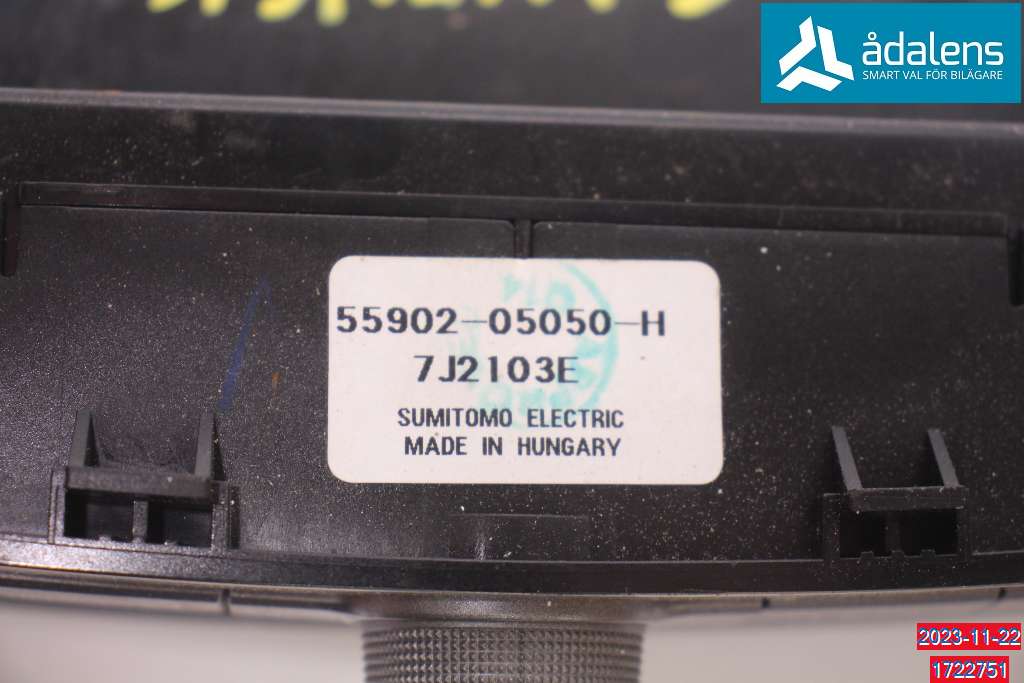 ådalens
SMART VAL FÖR BILÄGARE
55902-05050-H
7J2103E
SUMITOMO ELECTRIC
MADE IN HUNGARY
2023-11-22
1722751